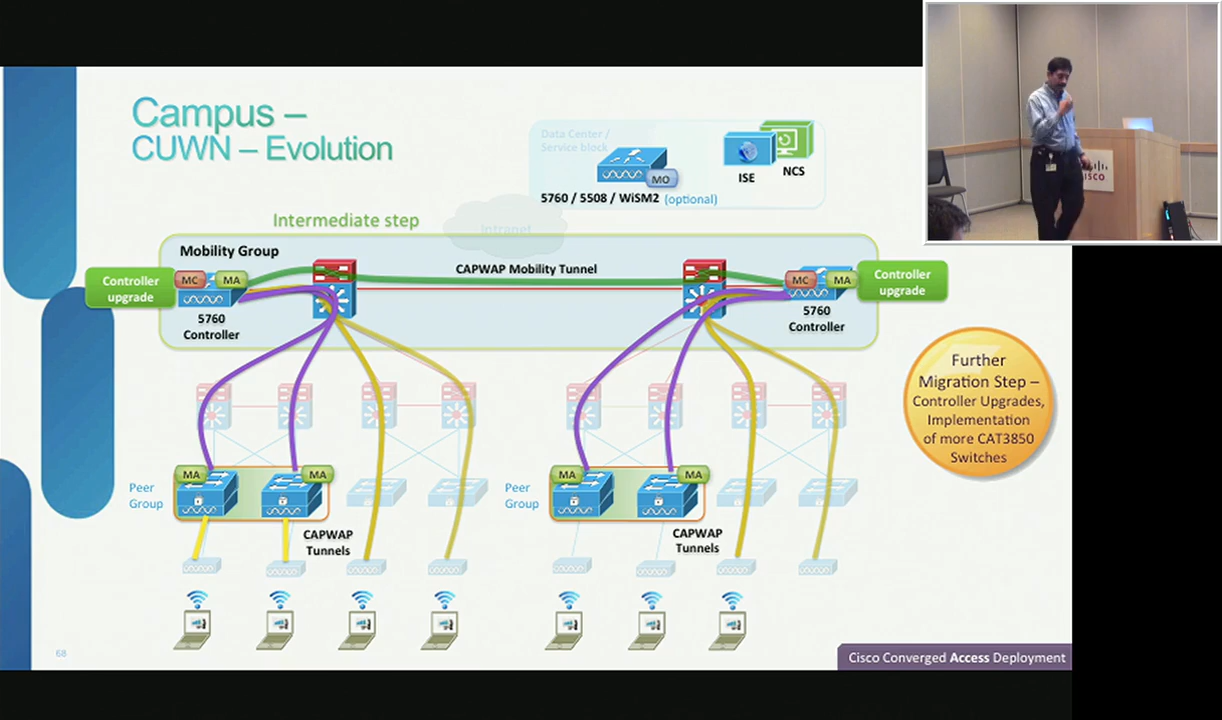 Campus –
CUWN – Evolution
Data Center /
Service block
MO
ISE
NCS
5760 / 5508 / WiSM2 (optional)
Intranet
Intermediate step
Mobility Group
CAPWAP Mobility Tunnel
Controller
upgrade
MC
MA
5760
Controller
MC
MA
5760
Controller
Controller
upgrade
Further
Migration Step –
Controller Upgrades,
Implementation
of more CAT3850
Switches
Peer
Group
MA
MA
CAPWAP
Tunnels
Peer
Group
MA
MA
CAPWAP
Tunnels
68
Cisco Converged Access Deployment
CISCO